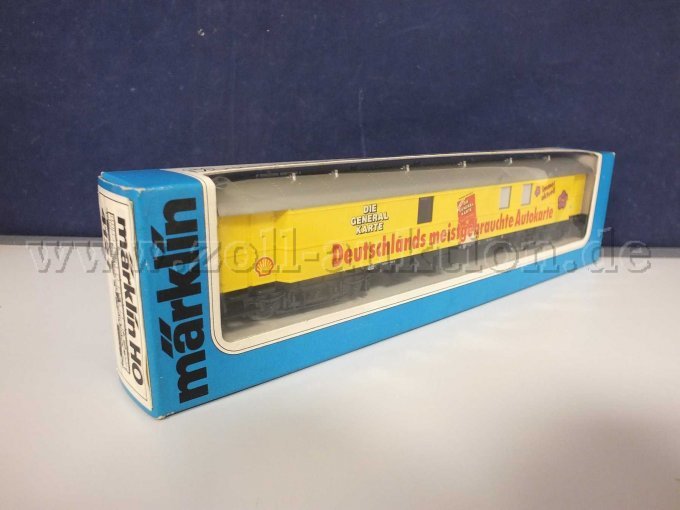 märklin
märklin HO
DIE
GENERAL
KARTE
Deutschlands meistgebrauchte Autokarte
www.zoll-auktion.de